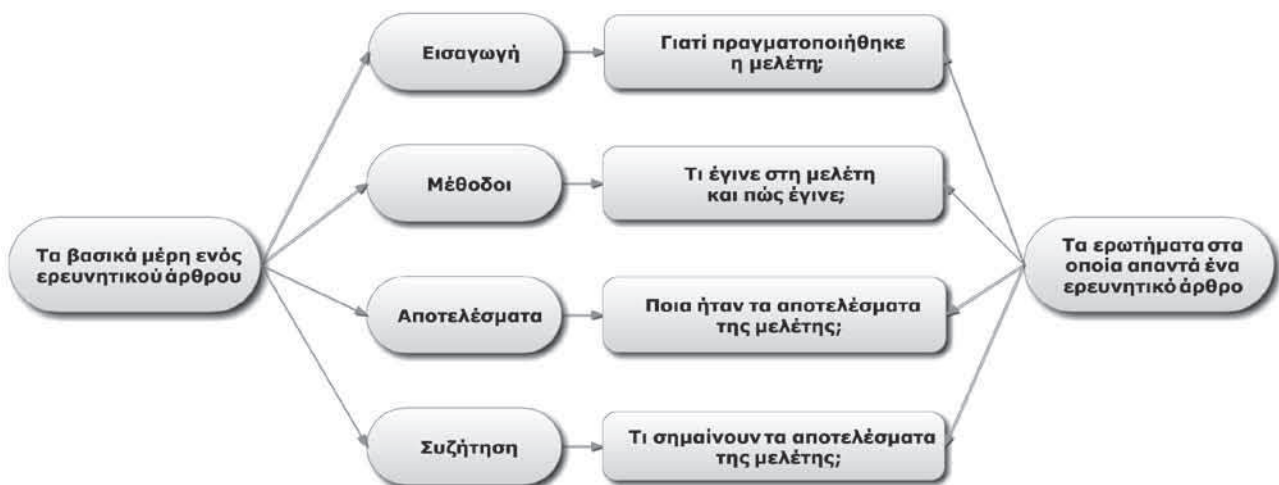 Εισαγωγή
Γιατί πραγματοποιήθηκε
η μελέτη;
Μέθοδοι
Τι έγινε στη μελέτη
και πώς έγινε;
Τα βασικά μέρη ενός
ερευνητικού άρθρου
Τα ερωτήματα στα
οποία απαντά ένα
ερευνητικό άρθρο
Αποτελέσματα
Ποια ήταν τα αποτελέσματα
της μελέτης;
Συζήτηση
Τι σημαίνουν τα αποτελέσματα
της μελέτης;